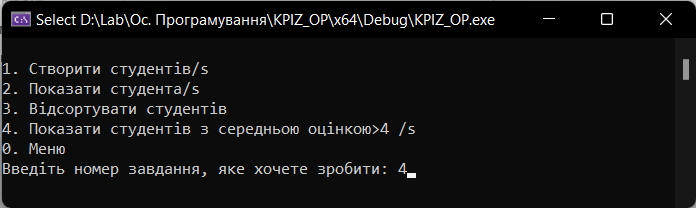 Select D:\Lab\Ос. Програмування\KPIZ_OP\x64\Debug\KPIZ_OP.exe
1. Створити студентів/s
2. Показати студента/s
3. Відсортувати студентів
4. Показати студентів з середньою оцінкою>4 /s
0. Меню
Введіть номер завдання, яке хочете зробити: 4